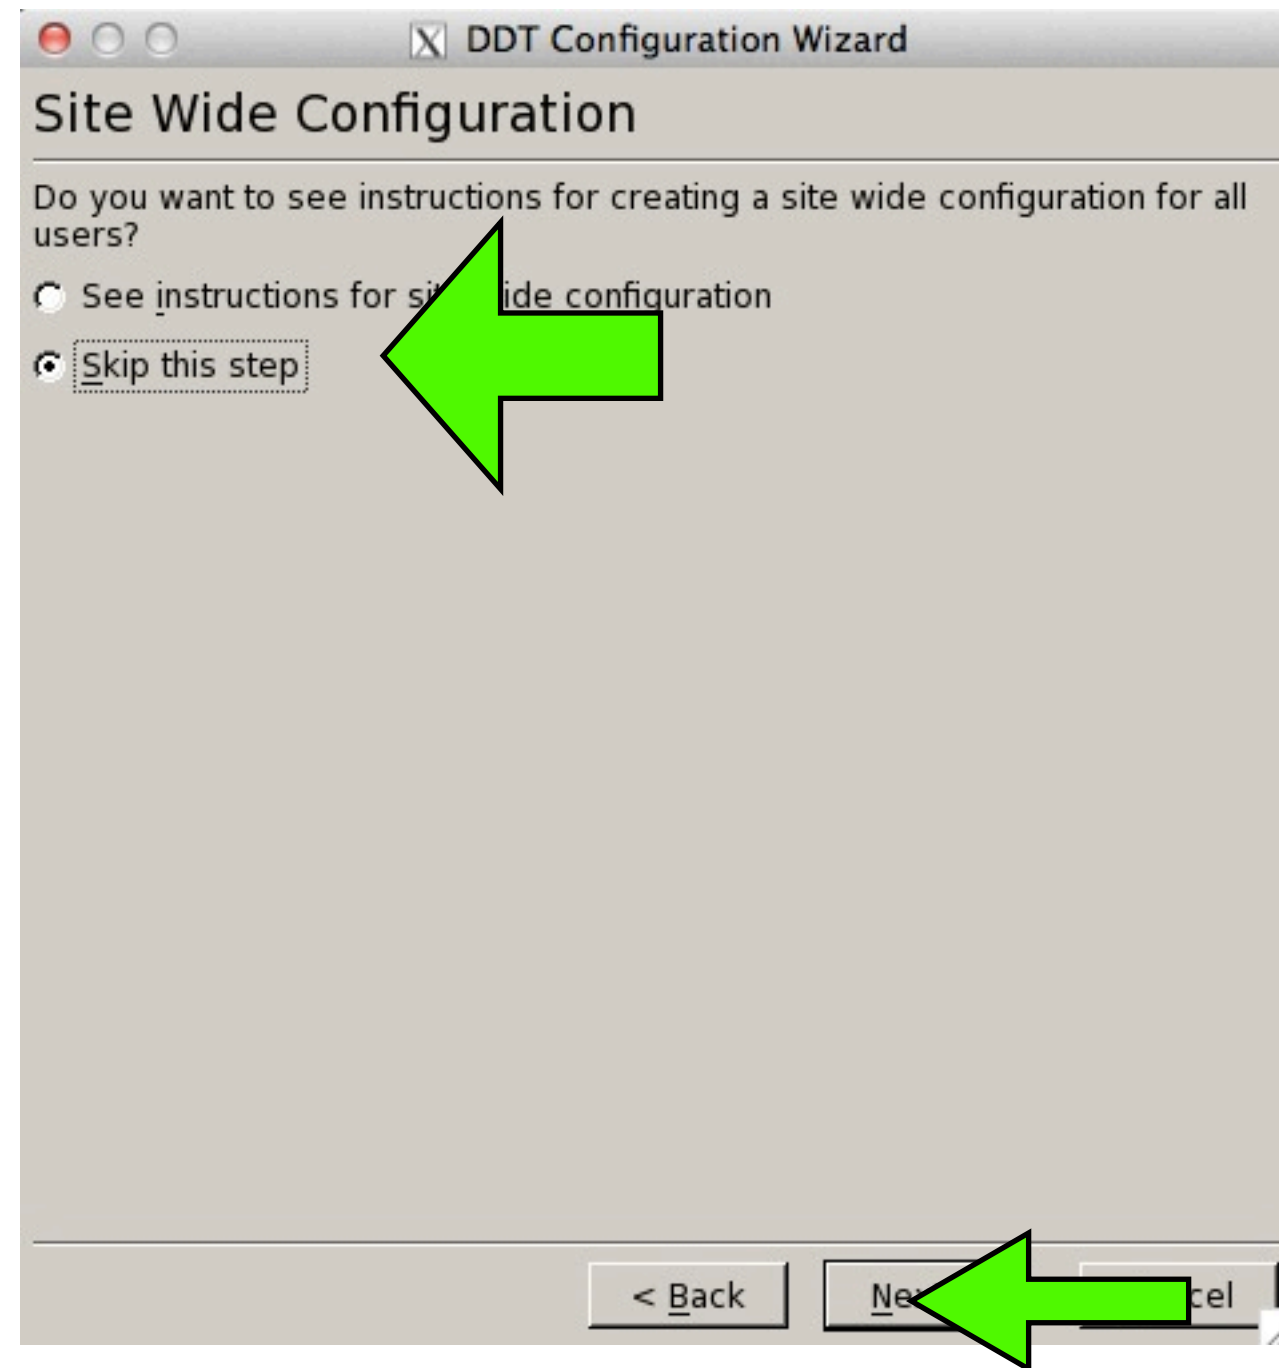 X DDT Configuration Wizard
Site Wide Configuration
Do you want to see instructions for creating a site wide configuration for all
users?
See instructions for configuration
Skip this step
< Back